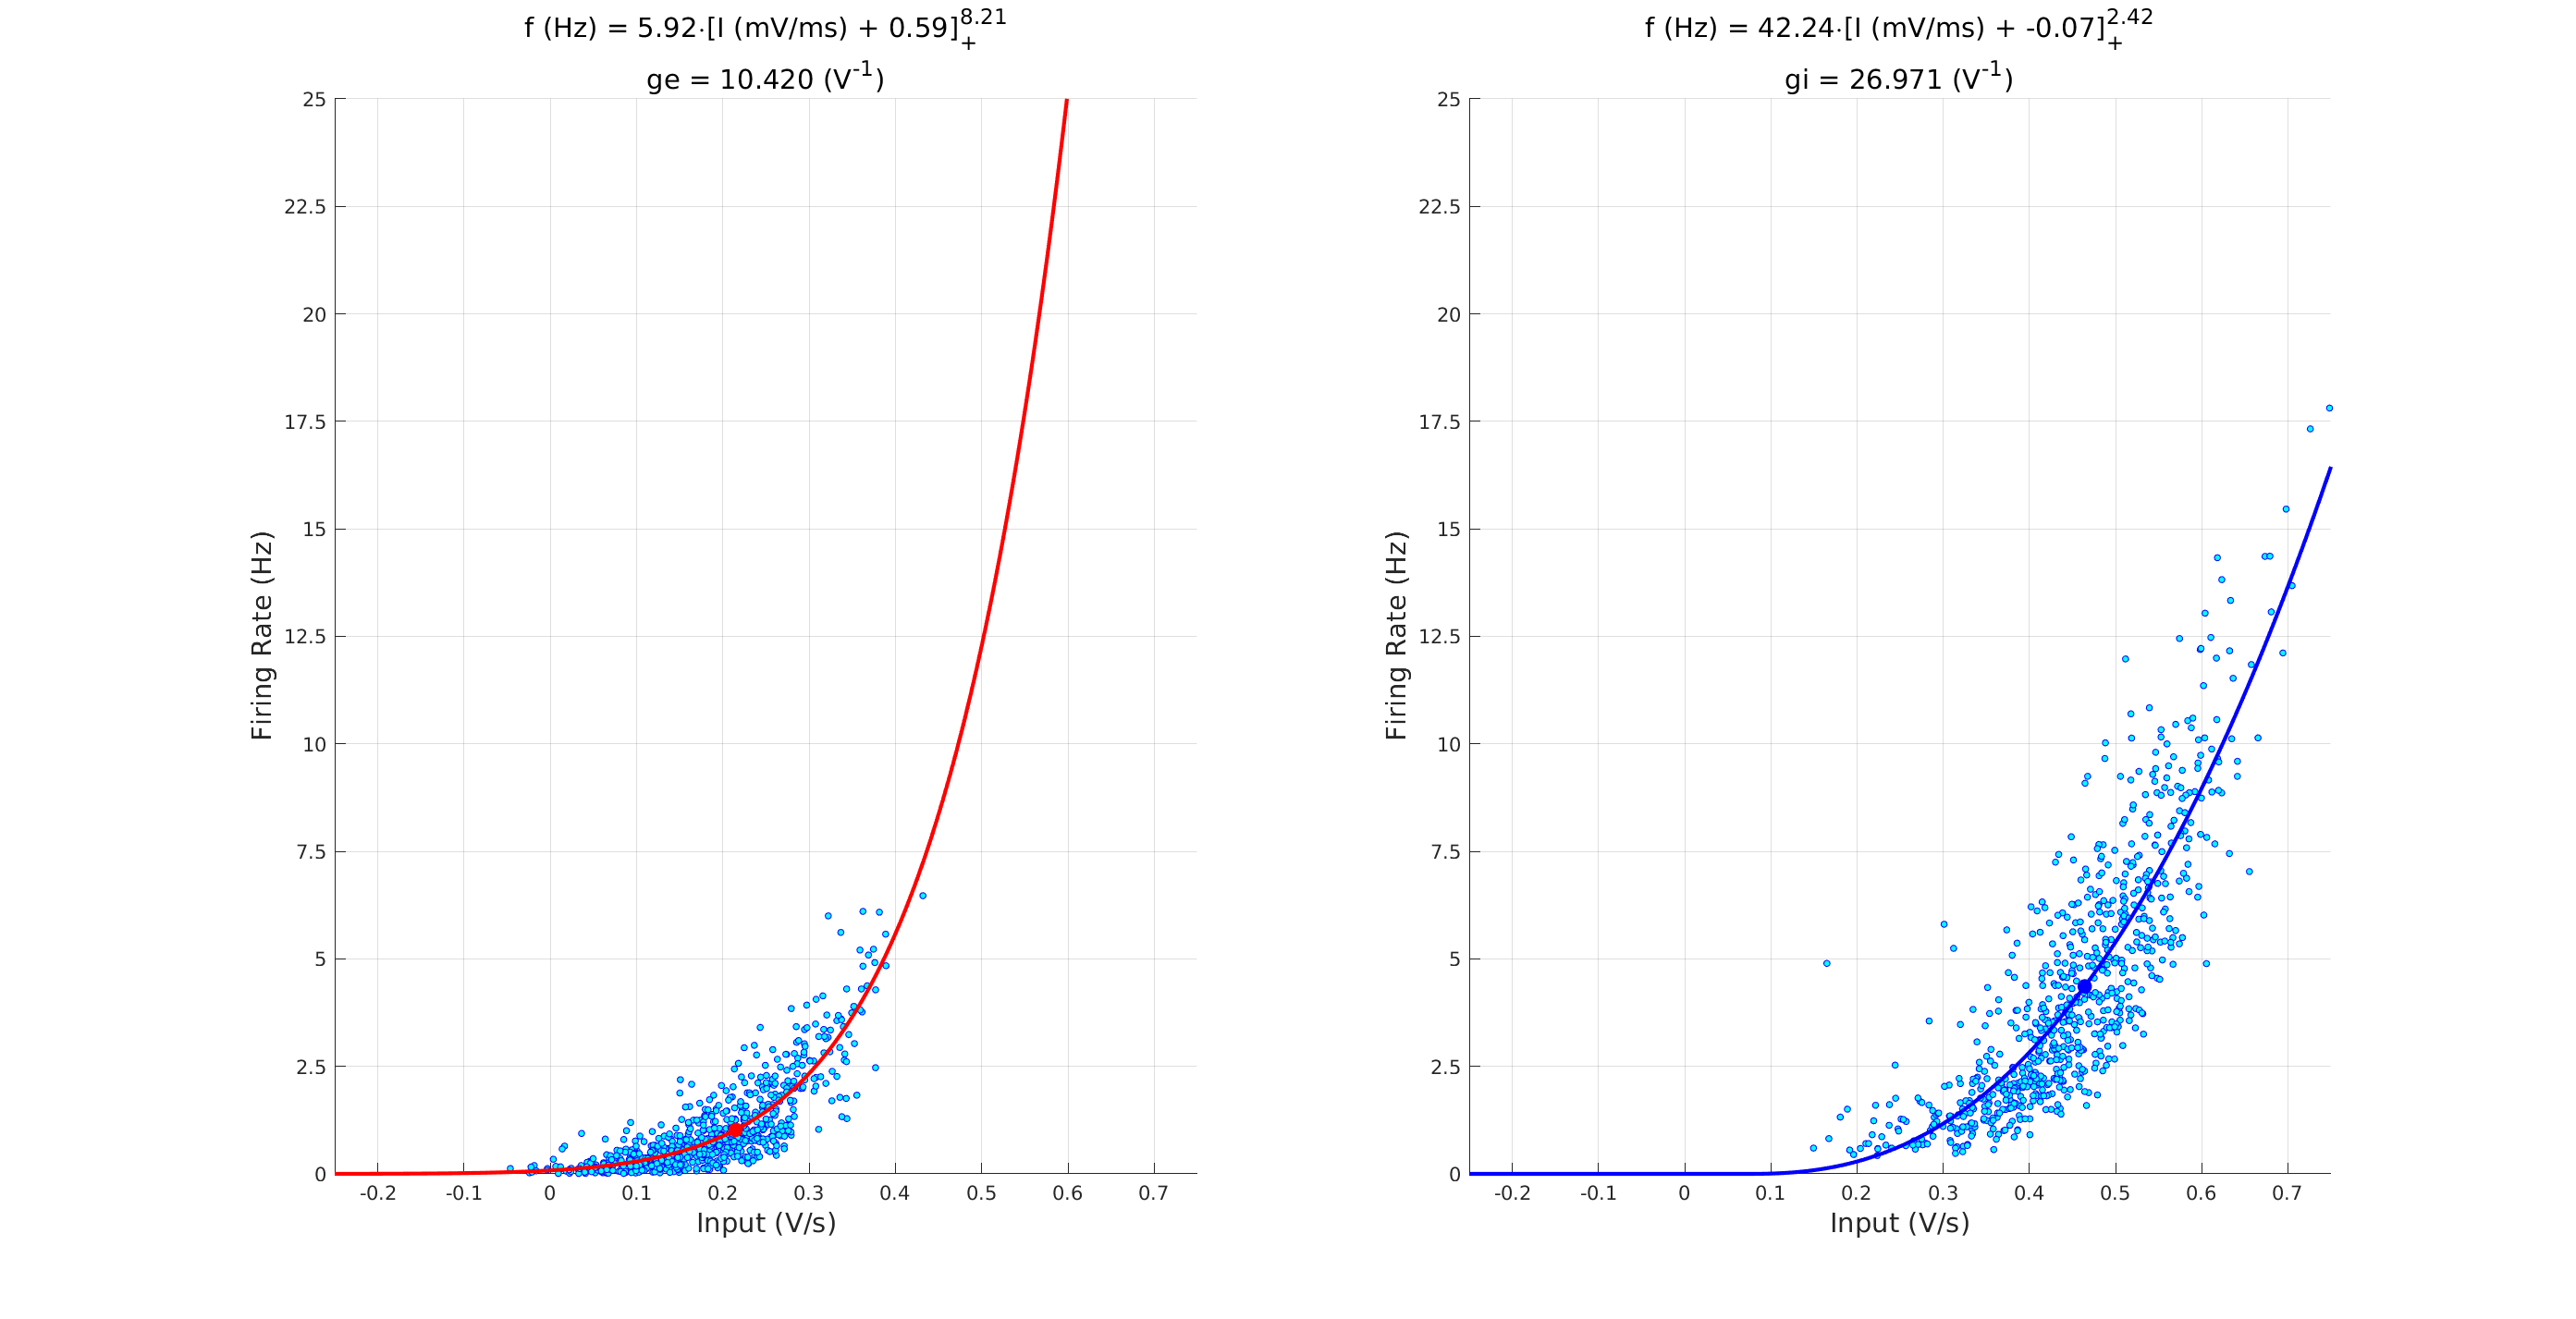 f (Hz) = 5.92·[I (mV/ms) + 0.59]₊^8.21
ge = 10.420 (V^-1)
25
22.5
20
17.5
15
12.5
10
7.5
5
2.5
0
Firing Rate (Hz)
-0.2 -0.1 0 0.1 0.2 0.3 0.4 0.5 0.6 0.7
Input (V/s)
f (Hz) = 42.24·[I (mV/ms) + -0.07]₊^2.42
gi = 26.971 (V^-1)
25
22.5
20
17.5
15
12.5
10
7.5
5
2.5
0
Firing Rate (Hz)
-0.2 -0.1 0 0.1 0.2 0.3 0.4 0.5 0.6 0.7
Input (V/s)